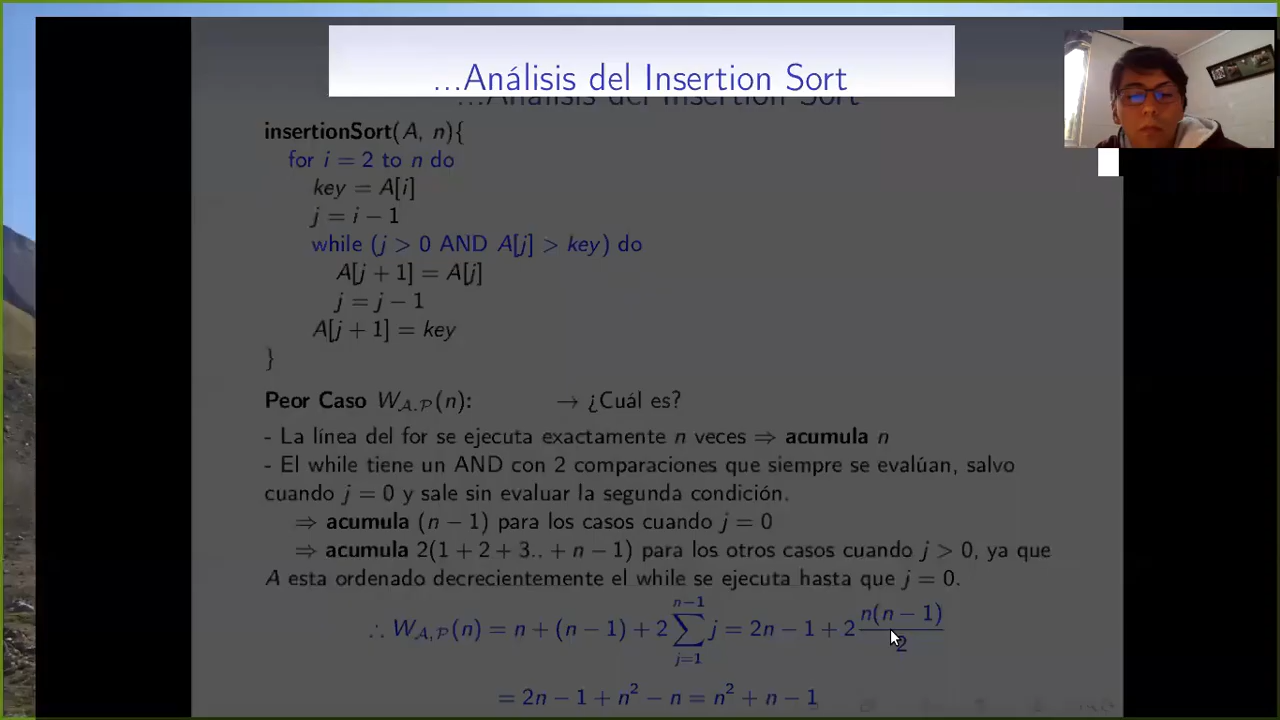 ...Análisis del Insertion Sort
...Análisis del Insertion Sort
insertionSort(A, n){
for i = 2 to n do
key = A[i]
j = i − 1
while (j > 0 AND A[j] > key) do
A[j + 1] = A[j]
j = j − 1
A[j + 1] = key
}
Peor Caso W_{A,P}(n): → ¿Cuál es?
- La línea del for se ejecuta exactamente n veces ⇒ acumula n
- El while tiene un AND con 2 comparaciones que siempre se evalúan, salvo
cuando j = 0 y sale sin evaluar la segunda condición.
⇒ acumula (n − 1) para los casos cuando j = 0
⇒ acumula 2(1 + 2 + 3.. + n − 1) para los otros casos cuando j > 0, ya que
A esta ordenado decrecientemente el while se ejecuta hasta que j = 0.
∴ W_{A,P}(n) = n + (n − 1) + 2 ∑_{j=1}^{n−1} j = 2n − 1 + 2 n(n − 1)/2
= 2n − 1 + n² − n = n² + n − 1